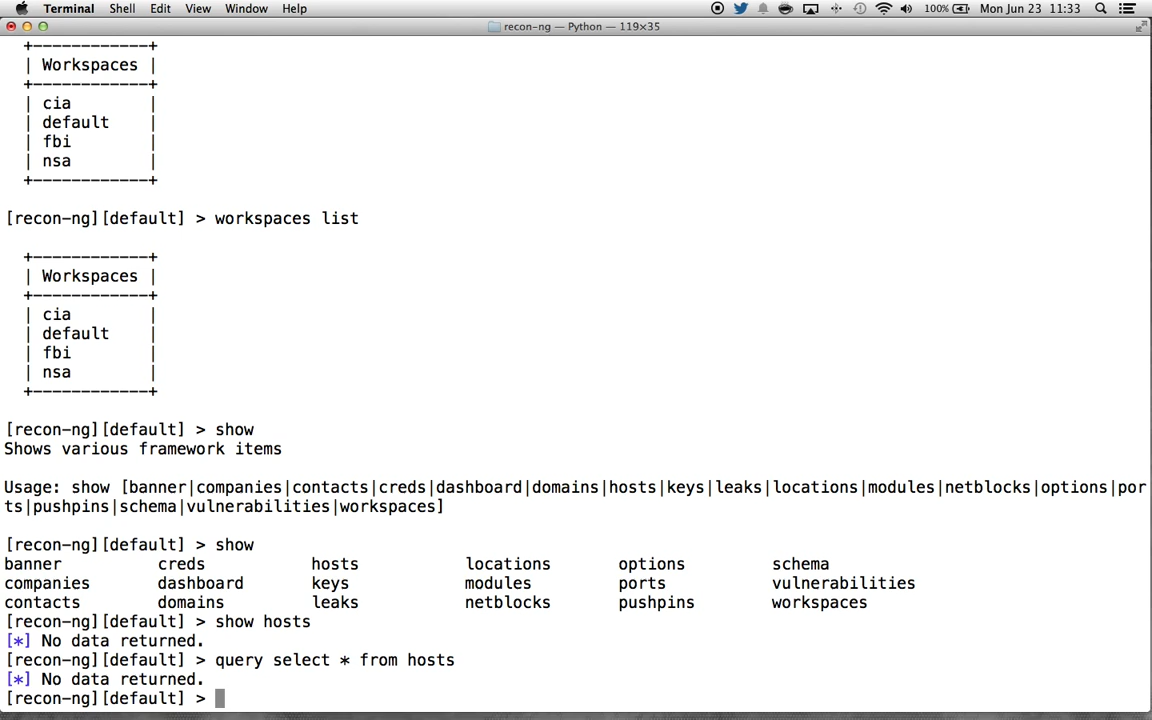 Terminal Shell Edit View Window Help 100% Mon Jun 23 11:33
recon-ng — Python — 119×35
+------------+
| Workspaces |
+------------+
| cia        |
| default    |
| fbi        |
| nsa        |
+------------+
[recon-ng][default] > workspaces list
+------------+
| Workspaces |
+------------+
| cia        |
| default    |
| fbi        |
| nsa        |
+------------+
[recon-ng][default] > show
Shows various framework items
Usage: show [banner|companies|contacts|creds|dashboard|domains|hosts|keys|leaks|locations|modules|netblocks|options|por
ts|pushpins|schema|vulnerabilities|workspaces]
[recon-ng][default] > show
banner          creds           hosts           locations       options         schema
companies       dashboard       keys            modules         ports           vulnerabilities
contacts        domains         leaks           netblocks       pushpins        workspaces
[recon-ng][default] > show hosts
[*] No data returned.
[recon-ng][default] > query select * from hosts
[*] No data returned.
[recon-ng][default] >